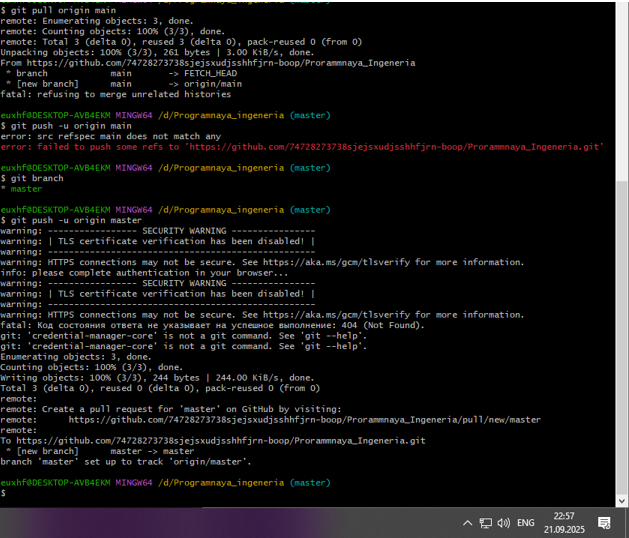 $ git pull origin main
remote: Enumerating objects: 3, done.
remote: Counting objects: 100% (3/3), done.
remote: Total 3 (delta 0), reused 3 (delta 0), pack-reused 0 (from 0)
Unpacking objects: 100% (3/3), 261 bytes | 3.00 KiB/s, done.
From https://github.com/74728273738sjejsxudjsshhfjrn-boop/Prorammnaya_Ingeneria
 * branch            main       -> FETCH_HEAD
 * [new branch]      main       -> origin/main
fatal: refusing to merge unrelated histories

euxhf@DESKTOP-AVB4EKM MINGW64 /d/Programnaya_ingeneria (master)
$ git push -u origin main
error: src refspec main does not match any
error: failed to push some refs to 'https://github.com/74728273738sjejsxudjsshhfjrn-boop/Prorammnaya_Ingeneria.git'

euxhf@DESKTOP-AVB4EKM MINGW64 /d/Programnaya_ingeneria (master)
$ git branch
* master

euxhf@DESKTOP-AVB4EKM MINGW64 /d/Programnaya_ingeneria (master)
$ git push -u origin master
warning: ----------------- SECURITY WARNING ----------------
warning: | TLS certificate verification has been disabled! |
warning: ---------------------------------------------------
warning: HTTPS connections may not be secure. See https://aka.ms/gcm/tlsverify for more information.
info: please complete authentication in your browser...
warning: ----------------- SECURITY WARNING ----------------
warning: | TLS certificate verification has been disabled! |
warning: ---------------------------------------------------
warning: HTTPS connections may not be secure. See https://aka.ms/gcm/tlsverify for more information.
fatal: Код состояния ответа не указывает на успешное выполнение: 404 (Not Found).
git: 'credential-manager-core' is not a git command. See 'git --help'.
git: 'credential-manager-core' is not a git command. See 'git --help'.
Enumerating objects: 3, done.
Counting objects: 100% (3/3), done.
Writing objects: 100% (3/3), 244 bytes | 244.00 KiB/s, done.
Total 3 (delta 0), reused 0 (delta 0), pack-reused 0 (from 0)
remote:
remote: Create a pull request for 'master' on GitHub by visiting:
remote:      https://github.com/74728273738sjejsxudjsshhfjrn-boop/Prorammnaya_Ingeneria/pull/new/master
remote:
To https://github.com/74728273738sjejsxudjsshhfjrn-boop/Prorammnaya_Ingeneria.git
 * [new branch]      master -> master
branch 'master' set up to track 'origin/master'.

euxhf@DESKTOP-AVB4EKM MINGW64 /d/Programnaya_ingeneria (master)
$
ENG
22:57
21.09.2025